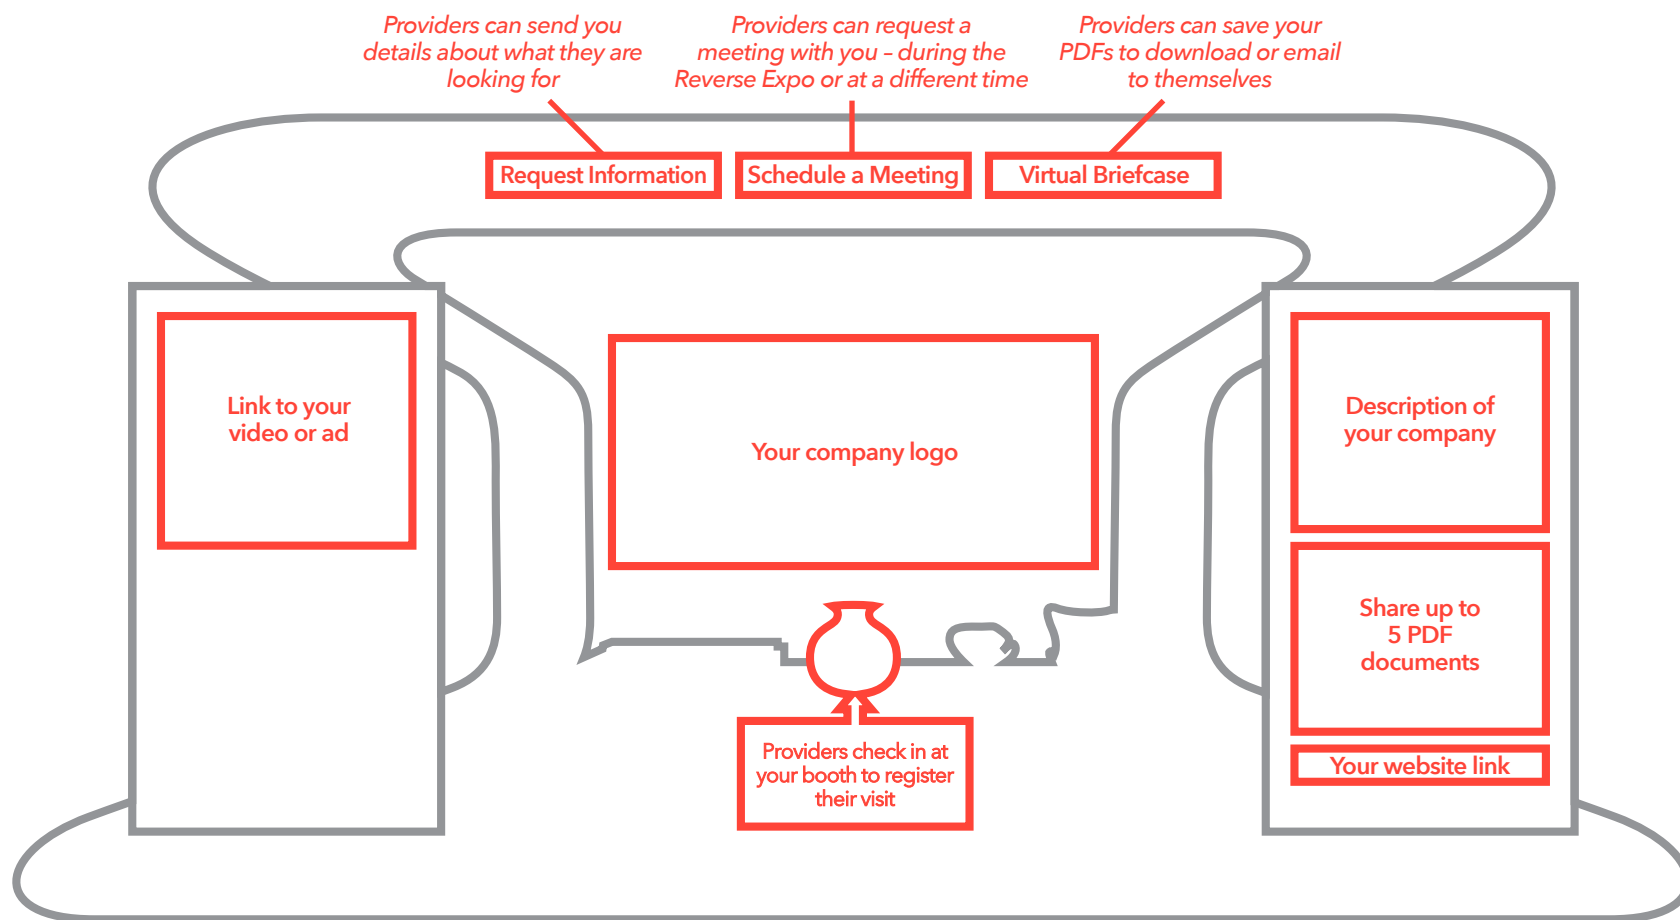 Providers can send you
details about what they are
looking for
Providers can request a
meeting with you – during the
Reverse Expo or at a different time
Providers can save your
PDFs to download or email
to themselves
Request Information
Schedule a Meeting
Virtual Briefcase
Link to your
video or ad
Your company logo
Description of
your company
Share up to
5 PDF
documents
Your website link
Providers check in at
your booth to register
their visit